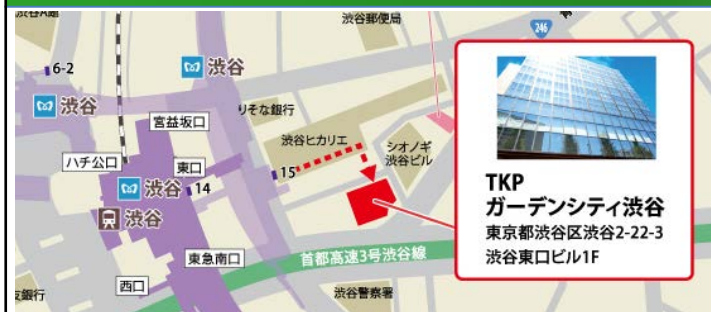 渋谷郵便局
246
6-2
渋谷
渋谷
りそな銀行
宮益坂口
渋谷ヒカリエ
シオノギ
渋谷ビル
ハチ公口
東口
15
渋谷
14
渋谷
東急南口
首都高速3号渋谷線
西口
渋谷警察署
TKP
ガーデンシティ渋谷
東京都渋谷区渋谷2-22-3
渋谷東口ビル1F